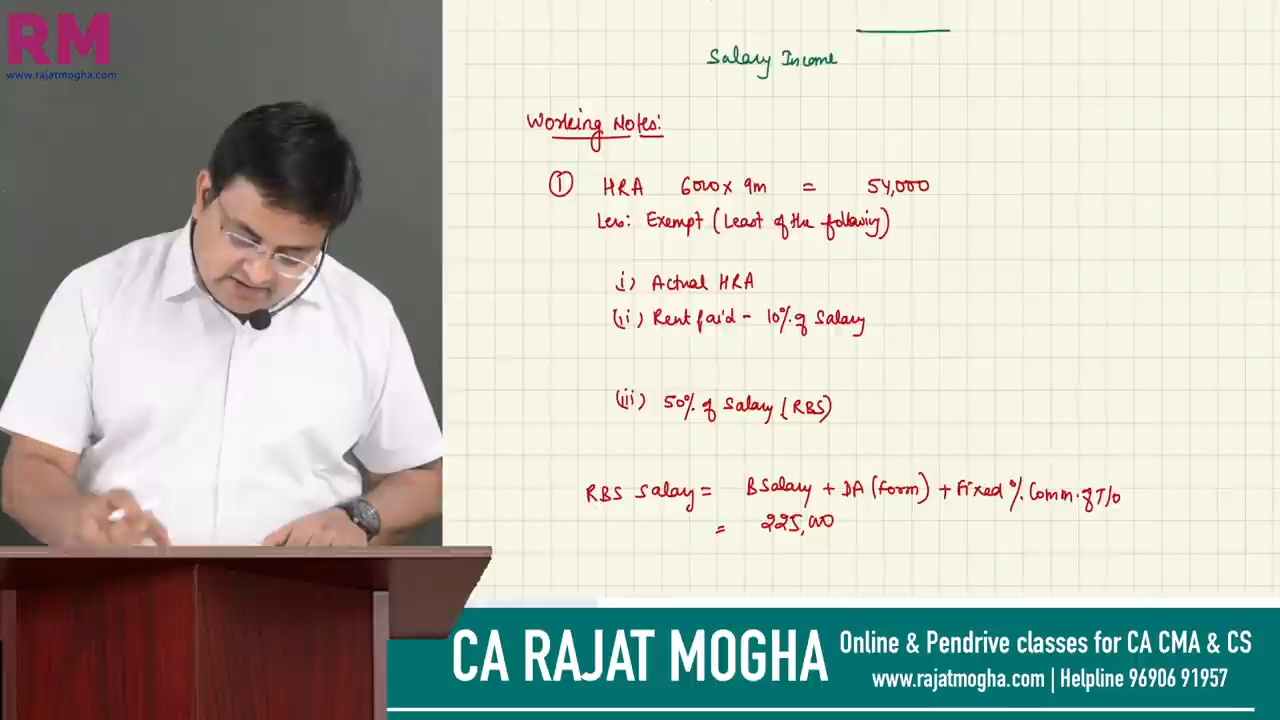 RM
www.rajatmogha.com
Salary Income
Working Notes:
① HRA 6000 x 9m = 54,000
Less: Exempt (Least of the following)
i) Actual HRA
(ii) Rent paid - 10% of Salary
(iii) 50% of Salary (RBS)
RBS Salary = BSalary + DA (form) + Fixed % Comm. of T/o
= 225,000
CA RAJAT MOGHA
Online & Pendrive classes for CA CMA & CS
www.rajatmogha.com | Helpline 96906 91957